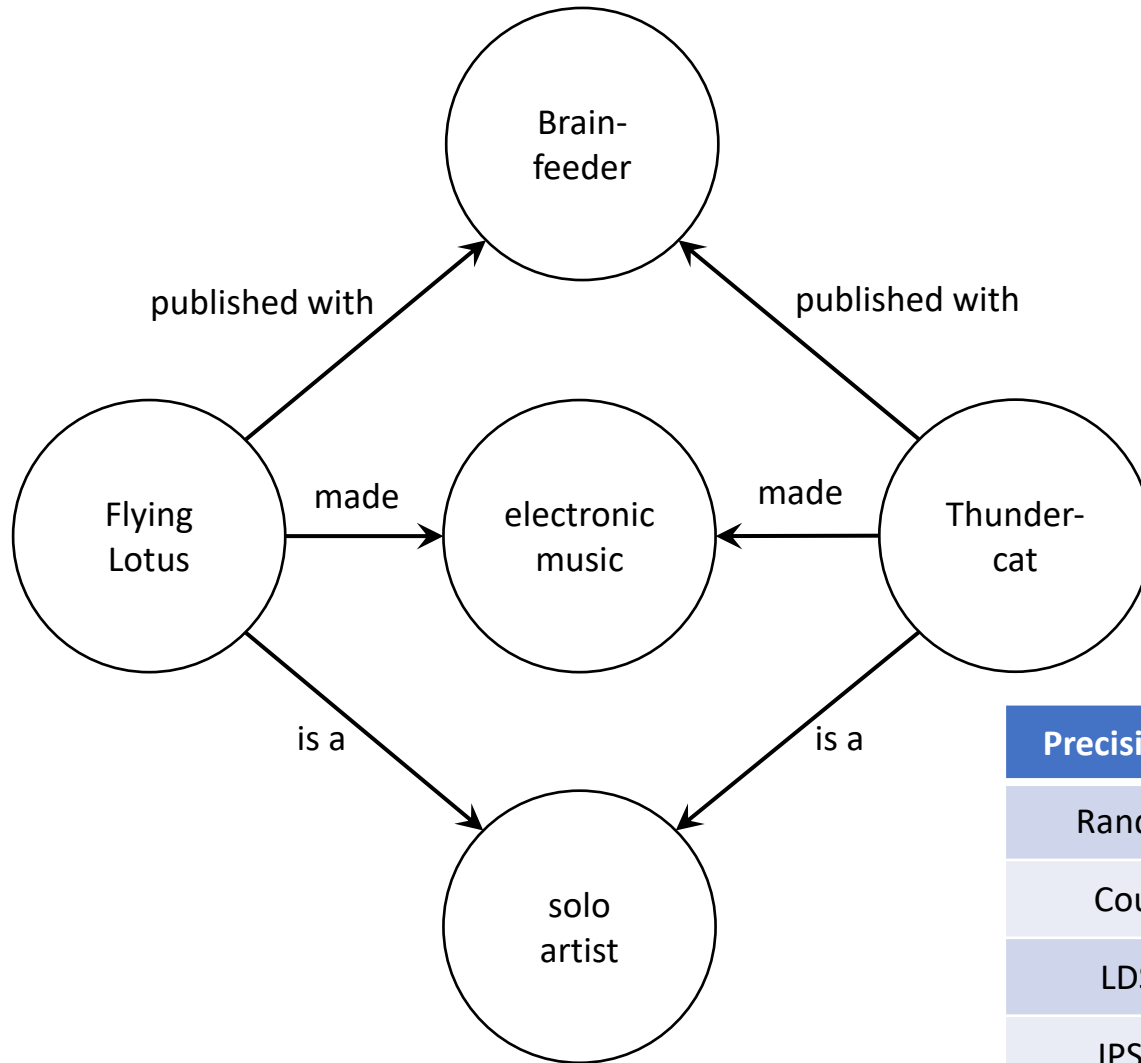 Brain-
feeder
published with
published with
Flying
Lotus
made
electronic
music
made
Thunder-
cat
is a
is a
solo
artist